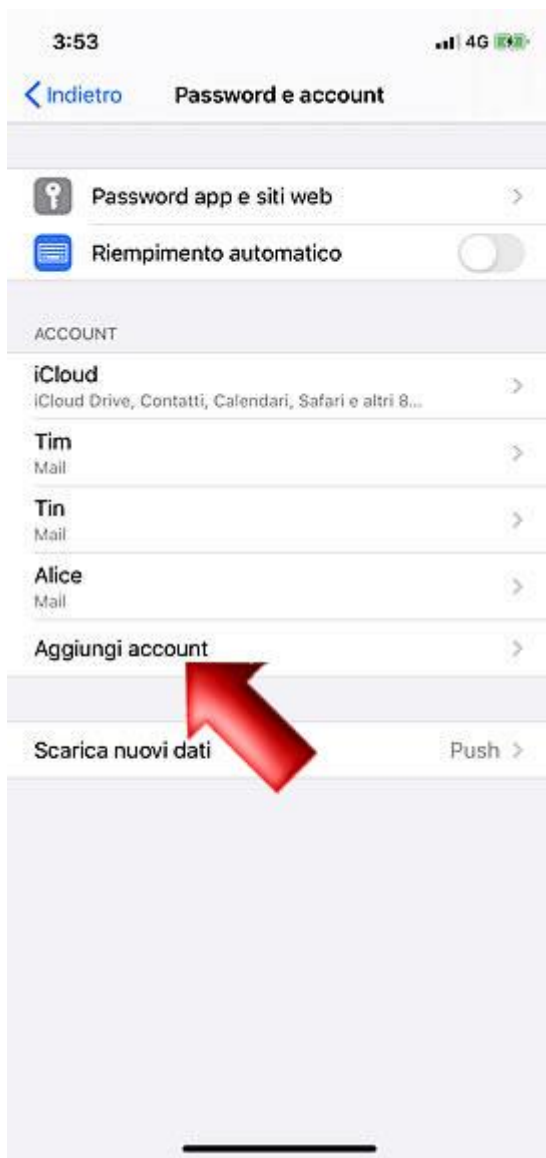 3:53
4G
Indietro
Password e account
Password app e siti web
Riempimento automatico
ACCOUNT
iCloud
iCloud Drive, Contatti, Calendari, Safari e altri 8...
Tim
Mail
Tin
Mail
Alice
Mail
Aggiungi account
Scarica nuovi dati
Push